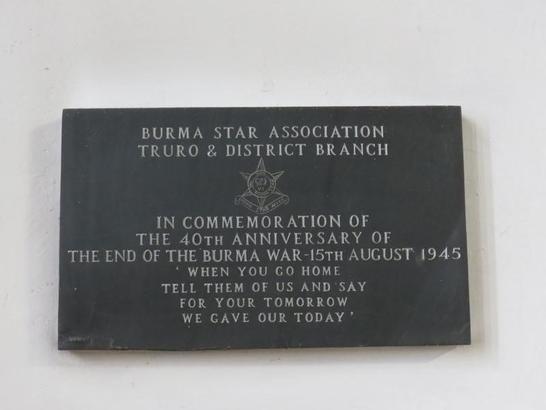 BURMA STAR ASSOCIATION
TRURO & DISTRICT BRANCH
IN COMMEMORATION OF
THE 40TH ANNIVERSARY OF
THE END OF THE BURMA WAR-15TH AUGUST 1945
' WHEN YOU GO HOME
TELL THEM OF US AND SAY
FOR YOUR TOMORROW
WE GAVE OUR TODAY '